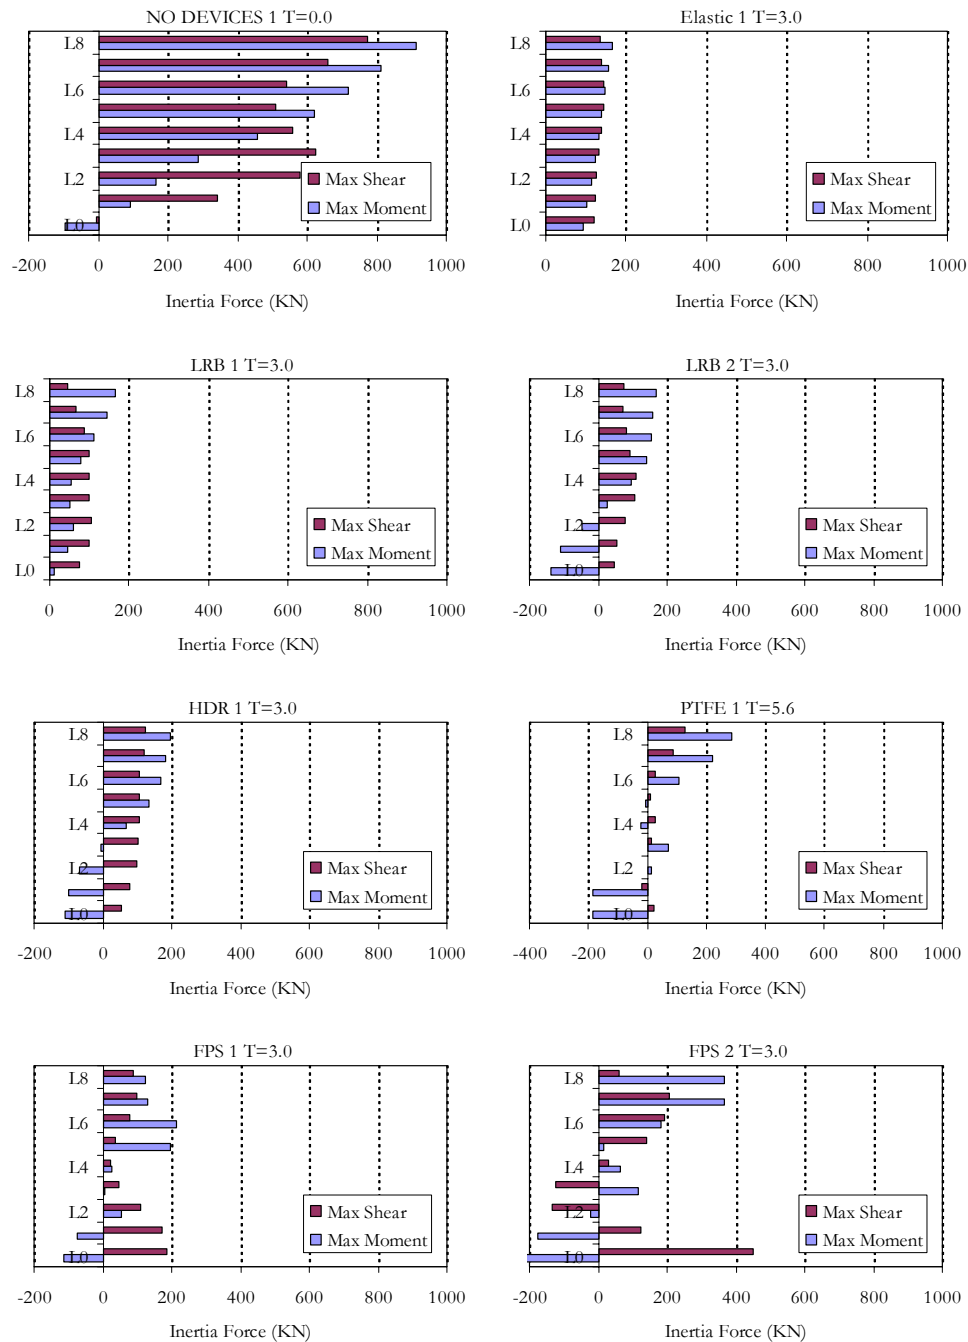 NO DEVICES 1 T=0.0
L8
L6
L4
L2
L0
Max Shear
Max Moment
-200 0 200 400 600 800 1000
Inertia Force (KN)
Elastic 1 T=3.0
L8
L6
L4
L2
L0
Max Shear
Max Moment
0 200 400 600 800 1000
Inertia Force (KN)
LRB 1 T=3.0
L8
L6
L4
L2
L0
Max Shear
Max Moment
0 200 400 600 800 1000
Inertia Force (KN)
LRB 2 T=3.0
L8
L6
L4
L2
L0
Max Shear
Max Moment
-200 0 200 400 600 800 1000
Inertia Force (KN)
HDR 1 T=3.0
L8
L6
L4
L2
L0
Max Shear
Max Moment
-200 0 200 400 600 800 1000
Inertia Force (KN)
PTFE 1 T=5.6
L8
L6
L4
L2
L0
Max Shear
Max Moment
-400 -200 0 200 400 600 800 1000
Inertia Force (KN)
FPS 1 T=3.0
L8
L6
L4
L2
L0
Max Shear
Max Moment
-200 0 200 400 600 800 1000
Inertia Force (KN)
FPS 2 T=3.0
L8
L6
L4
L2
L0
Max Shear
Max Moment
-200 0 200 400 600 800 1000
Inertia Force (KN)